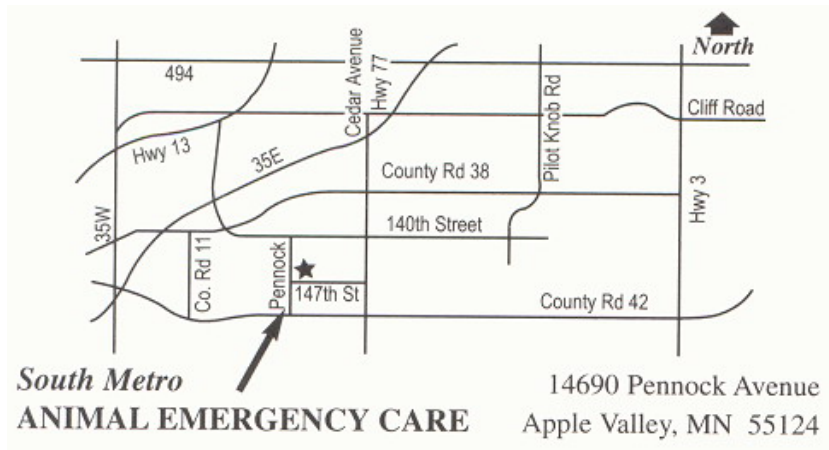 North
494
Cedar Avenue
Hwy 77
Pilot Knob Rd
Cliff Road
Hwy 13
35E
County Rd 38
Hwy 3
35W
140th Street
Co. Rd 11
Pennock
147th St
County Rd 42
South Metro
ANIMAL EMERGENCY CARE
14690 Pennock Avenue
Apple Valley, MN 55124